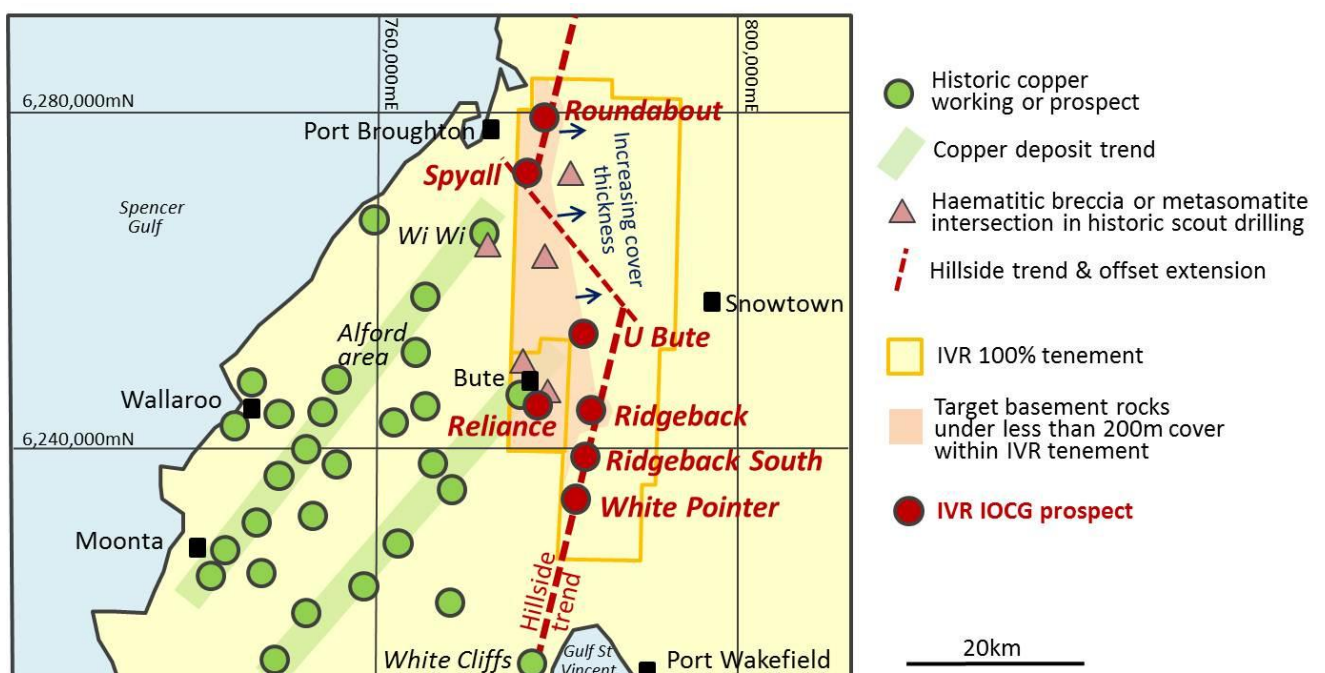 760,000mE
800,000mE
6,280,000mN
Roundabout
Port Broughton
Increasing cover
thickness
Spyall
Spencer
Gulf
Wi Wi
Snowtown
Alford
area
U Bute
Bute
Wallaroo
Reliance
Ridgeback
6,240,000mN
Ridgeback South
White Pointer
Moonta
Hillside
trend
White Cliffs
Gulf St
Vincent
Port Wakefield
Historic copper
working or prospect
Copper deposit trend
Haematitic breccia or metasomatite
intersection in historic scout drilling
Hillside trend & offset extension
IVR 100% tenement
Target basement rocks
under less than 200m cover
within IVR tenement
IVR IOCG prospect
20km